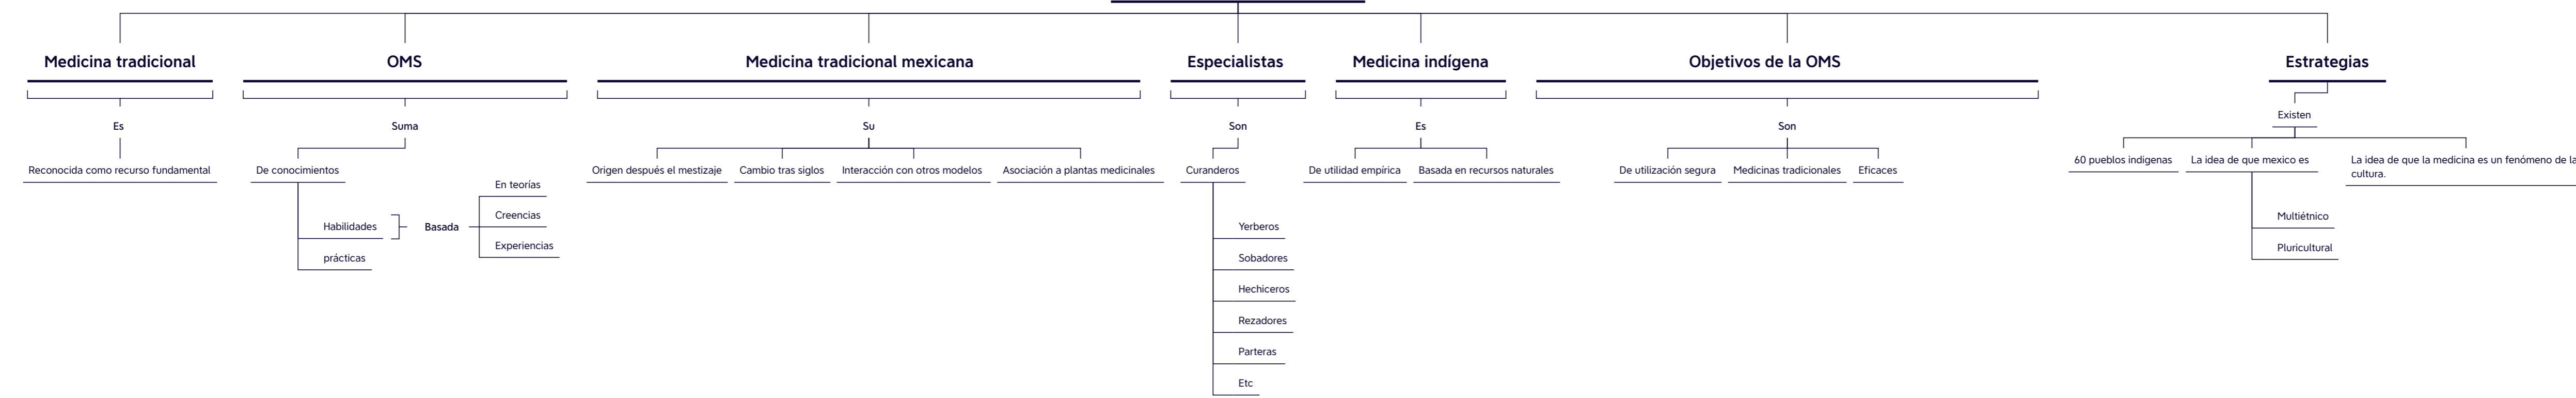 Medicina tradicional
OMS
Medicina tradicional mexicana
Especialistas
Medicina indígena
Objetivos de la OMS
Estrategias
Existen
Es
Suma
Su
Son
Es
Son
60 pueblos indigenas
La idea de que mexico es
La idea de que la medicina es un fenómeno de la
cultura.
Reconocida como recurso fundamental
De conocimientos
Origen después el mestizaje
Cambio tras siglos
Interacción con otros modelos
Asociación a plantas medicinales
Curanderos
De utilidad empírica
Basada en recursos naturales
De utilización segura
Medicinas tradicionales
Eficaces
En teorías
Creencias
Experiencias
Habilidades
Basada
prácticas
Yerberos
Sobadores
Hechiceros
Rezadores
Parteras
Etc
Multiétnico
Pluricultural